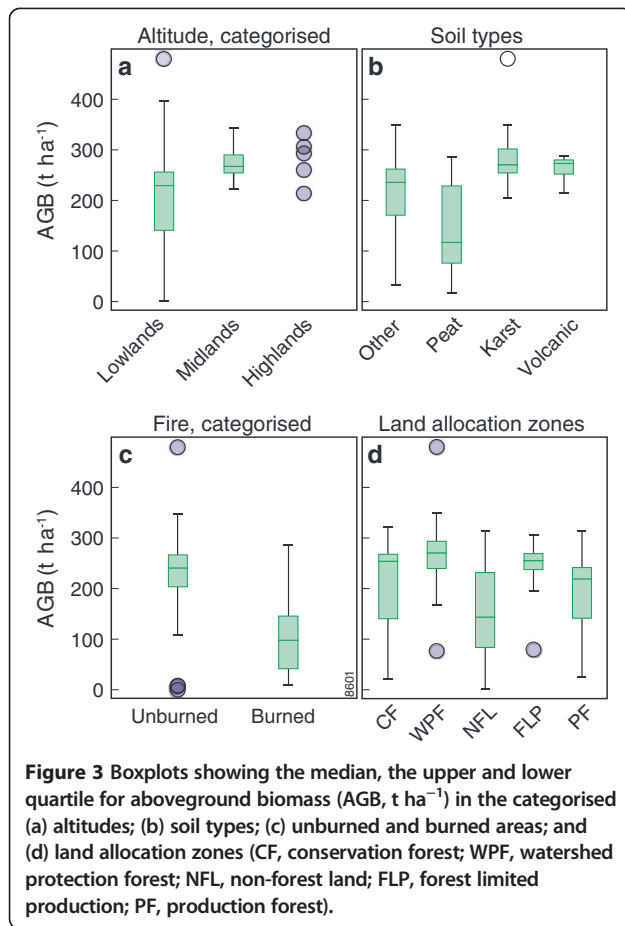 Altitude, categorised
Soil types
a
b
AGB (t ha⁻¹)
400
300
200
100
0
Lowlands
Midlands
Highlands
Other
Peat
Karst
Volcanic
Fire, categorised
Land allocation zones
c
d
AGB (t ha⁻¹)
400
300
200
100
0
Unburned
Burned
8601
CF
WPF
NFL
FLP
PF
Figure 3 Boxplots showing the median, the upper and lower
quartile for aboveground biomass (AGB, t ha⁻¹) in the categorised
(a) altitudes; (b) soil types; (c) unburned and burned areas; and
(d) land allocation zones (CF, conservation forest; WPF, watershed
protection forest; NFL, non-forest land; FLP, forest limited
production; PF, production forest).